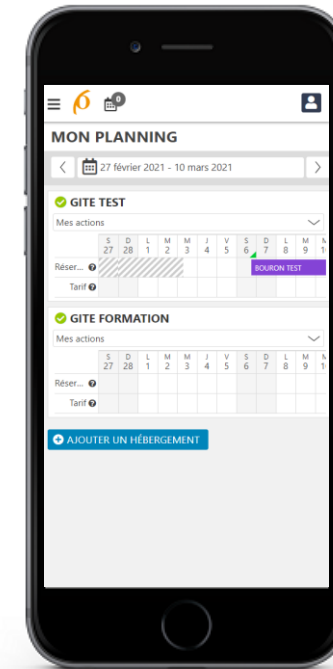 0
MON PLANNING
27 février 2021 - 10 mars 2021
GITE TEST
Mes actions
S D L M M J V S D L M M
27 28 1 2 3 4 5 6 7 8 9 1
Réser... ?
BOURON TEST
Tarif ?
GITE FORMATION
Mes actions
S D L M M J V S D L M M
27 28 1 2 3 4 5 6 7 8 9 1
Réser... ?
Tarif ?
AJOUTER UN HÉBERGEMENT